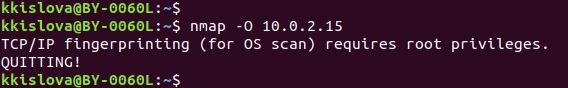 kkislova@BY-0060L:~$
kkislova@BY-0060L:~$ nmap -O 10.0.2.15
TCP/IP fingerprinting (for OS scan) requires root privileges.
QUITTING!
kkislova@BY-0060L:~$